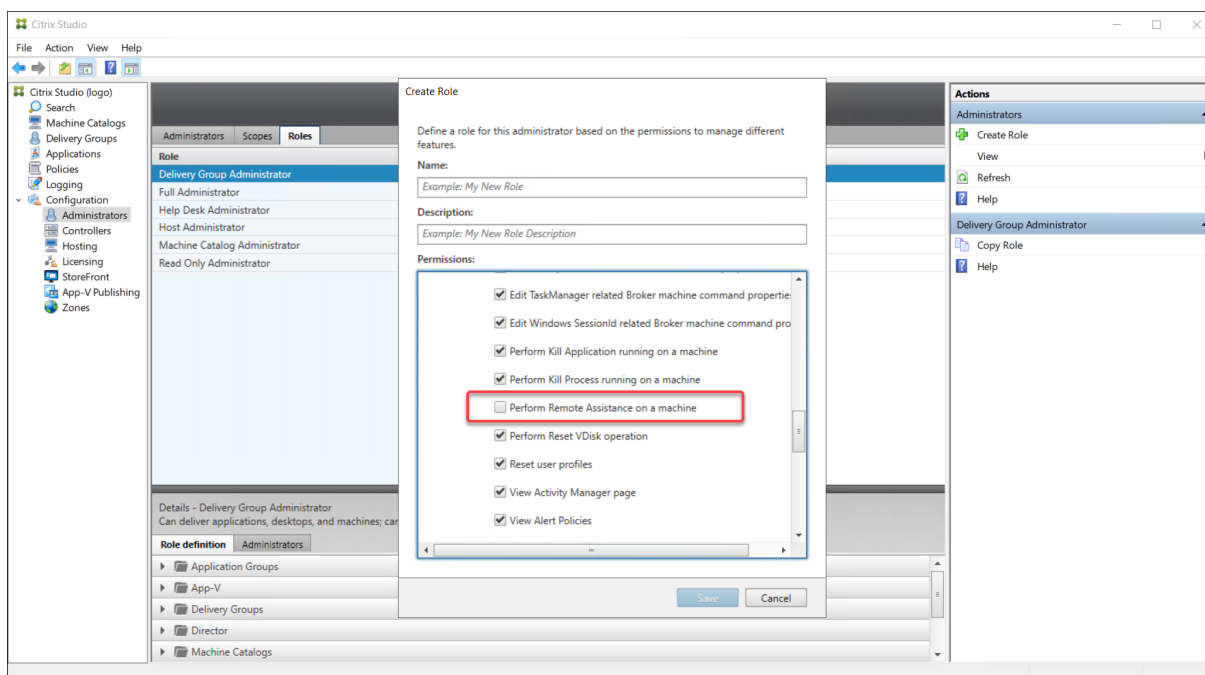 Citrix Studio
File Action View Help
Citrix Studio (logo)
Search
Machine Catalogs
Delivery Groups
Applications
Policies
Logging
Configuration
Administrators
Controllers
Hosting
Licensing
StoreFront
App-V Publishing
Zones
Administrators Scopes Roles
Role
Delivery Group Administrator
Full Administrator
Help Desk Administrator
Host Administrator
Machine Catalog Administrator
Read Only Administrator
Details - Delivery Group Administrator
Can deliver applications, desktops, and machines; car
Role definition Administrators
Application Groups
App-V
Delivery Groups
Director
Machine Catalogs
Create Role
Define a role for this administrator based on the permissions to manage different
features.
Name:
Example: My New Role
Description:
Example: My New Role Description
Permissions:
Edit TaskManager related Broker machine command propertie
Edit Windows SessionId related Broker machine command pro
Perform Kill Application running on a machine
Perform Kill Process running on a machine
Perform Remote Assistance on a machine
Perform Reset VDisk operation
Reset user profiles
View Activity Manager page
View Alert Policies
Save Cancel
Actions
Administrators
Create Role
View
Refresh
Help
Delivery Group Administrator
Copy Role
Help